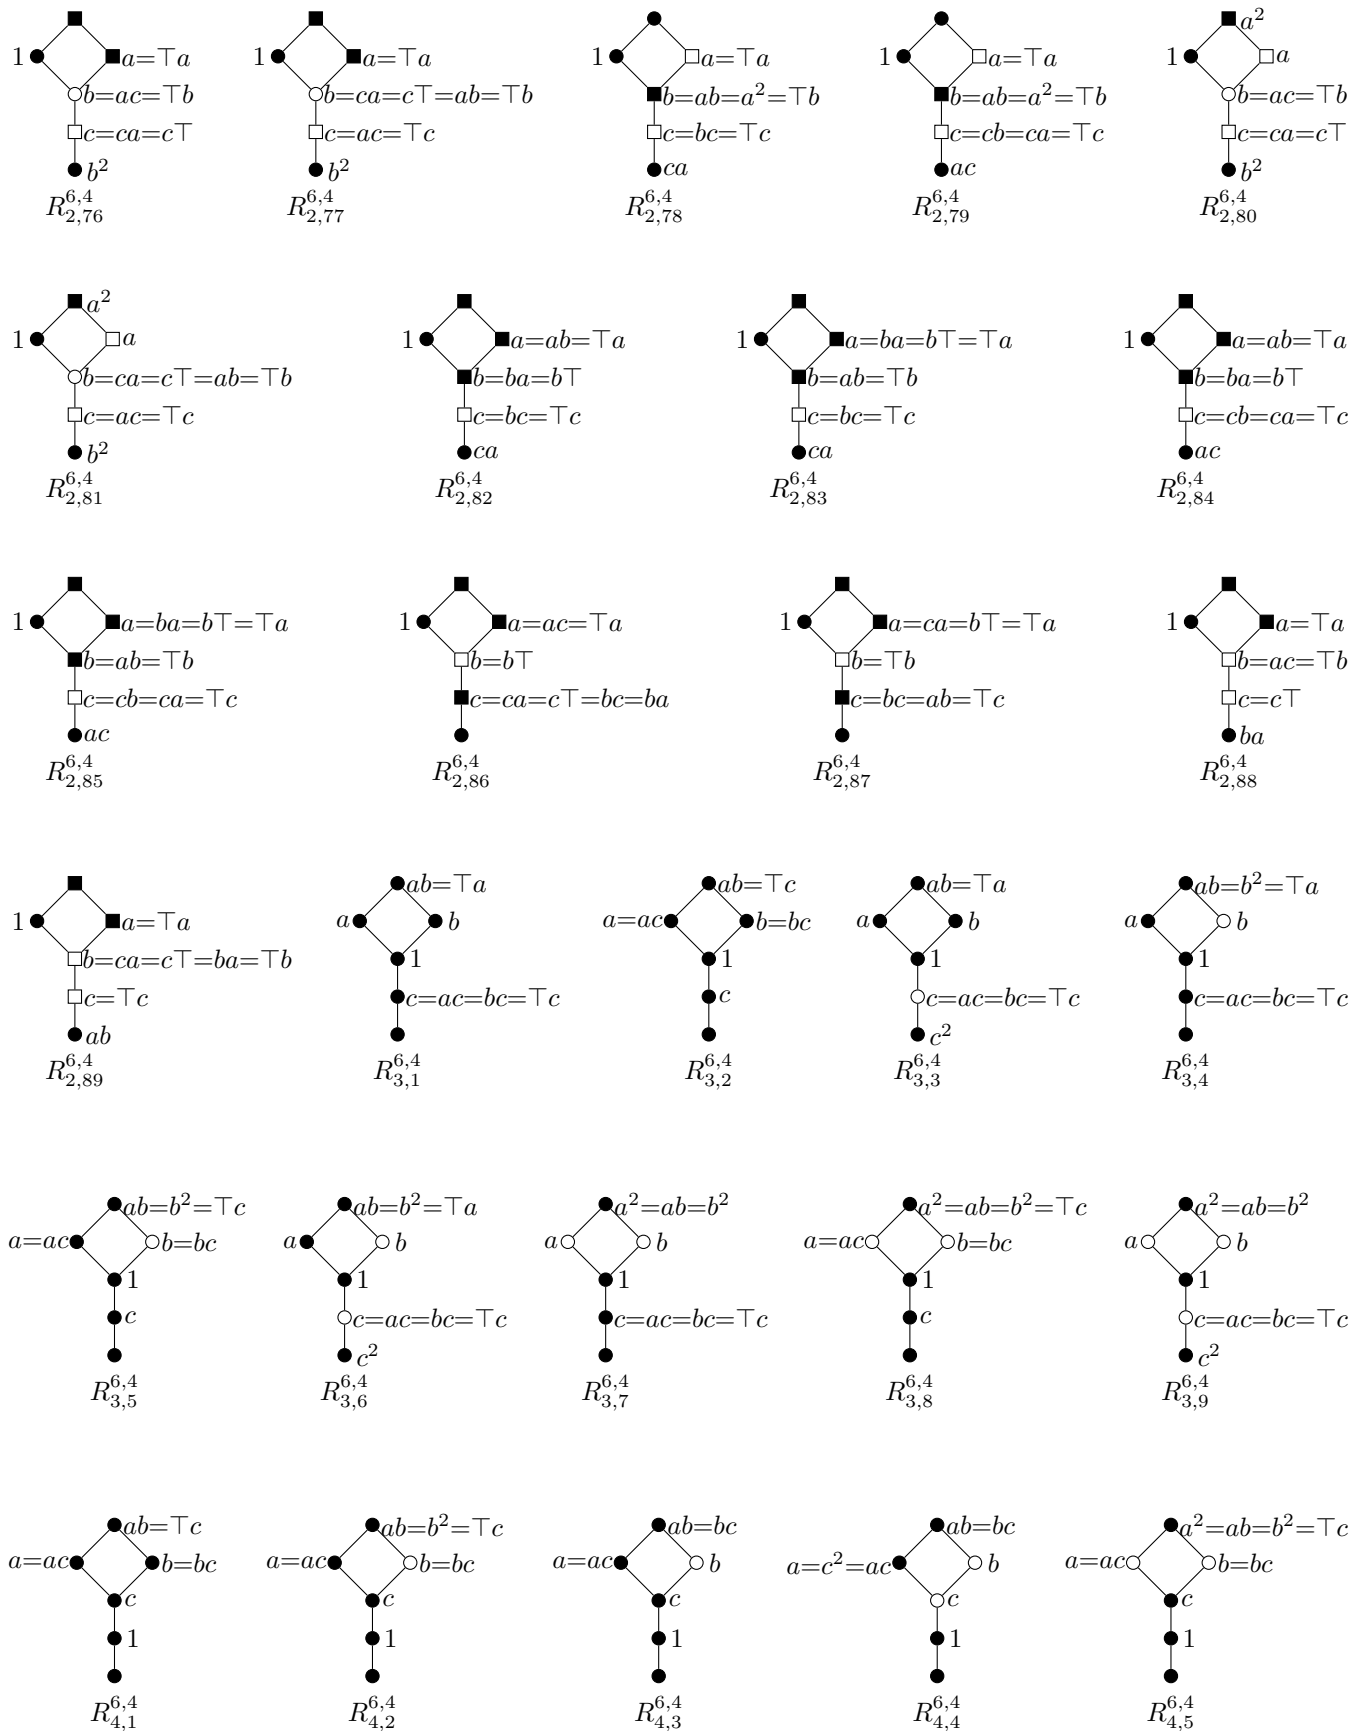 a²
1 a=⊤a 1 a=⊤a 1 a=⊤a 1 a=⊤a 1 a
b=ac=⊤b b=ca=c⊤=ab=⊤b b=ab=a²=⊤b b=ab=a²=⊤b b=ac=⊤b
c=ca=c⊤ c=ac=⊤c c=bc=⊤c c=cb=ca=⊤c c=ca=c⊤
b² b² ca ac b²
R^{6,4}_{2,76} R^{6,4}_{2,77} R^{6,4}_{2,78} R^{6,4}_{2,79} R^{6,4}_{2,80}
a²
1 a 1 a=ab=⊤a 1 a=ba=b⊤=⊤a 1 a=ab=⊤a
b=ca=c⊤=ab=⊤b b=ba=b⊤ b=ab=⊤b b=ba=b⊤
c=ac=⊤c c=bc=⊤c c=bc=⊤c c=cb=ca=⊤c
b² ca ca ac
R^{6,4}_{2,81} R^{6,4}_{2,82} R^{6,4}_{2,83} R^{6,4}_{2,84}
1 a=ba=b⊤=⊤a 1 a=ac=⊤a 1 a=ca=b⊤=⊤a 1 a=⊤a
b=ab=⊤b b=b⊤ b=⊤b b=ac=⊤b
c=cb=ca=⊤c c=ca=c⊤=bc=ba c=bc=ab=⊤c c=c⊤
ac ba
R^{6,4}_{2,85} R^{6,4}_{2,86} R^{6,4}_{2,87} R^{6,4}_{2,88}
ab=⊤a ab=⊤c ab=⊤a ab=b²=⊤a
1 a=⊤a a b a=ac b=bc a b a b
b=ca=c⊤=ba=⊤b 1 1 1 1
c=⊤c c=ac=bc=⊤c c c=ac=bc=⊤c c=ac=bc=⊤c
ab c²
R^{6,4}_{2,89} R^{6,4}_{3,1} R^{6,4}_{3,2} R^{6,4}_{3,3} R^{6,4}_{3,4}
ab=b²=⊤c ab=b²=⊤a a²=ab=b² a²=ab=b²=⊤c a²=ab=b²
a=ac b=bc a b a b a=ac b=bc a b
1 1 1 1 1
c c=ac=bc=⊤c c=ac=bc=⊤c c c=ac=bc=⊤c
c² c²
R^{6,4}_{3,5} R^{6,4}_{3,6} R^{6,4}_{3,7} R^{6,4}_{3,8} R^{6,4}_{3,9}
ab=⊤c ab=b²=⊤c ab=bc ab=bc a²=ab=b²=⊤c
a=ac b=bc a=ac b=bc a=ac b a=c²=ac b a=ac b=bc
c c c c c
1 1 1 1 1
R^{6,4}_{4,1} R^{6,4}_{4,2} R^{6,4}_{4,3} R^{6,4}_{4,4} R^{6,4}_{4,5}